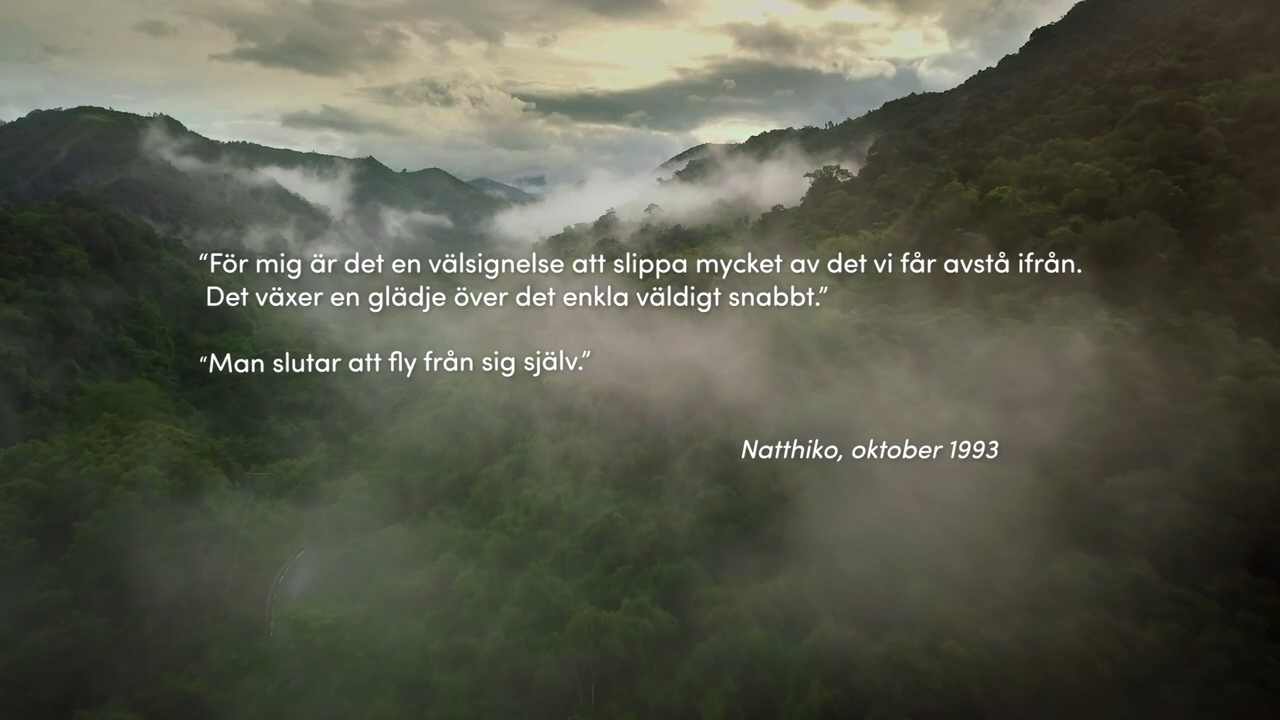 “För mig är det en välsignelse att slippa mycket av det vi får avstå ifrån.
Det växer en glädje över det enkla väldigt snabbt.”
“Man slutar att fly från sig själv.”
Natthiko, oktober 1993